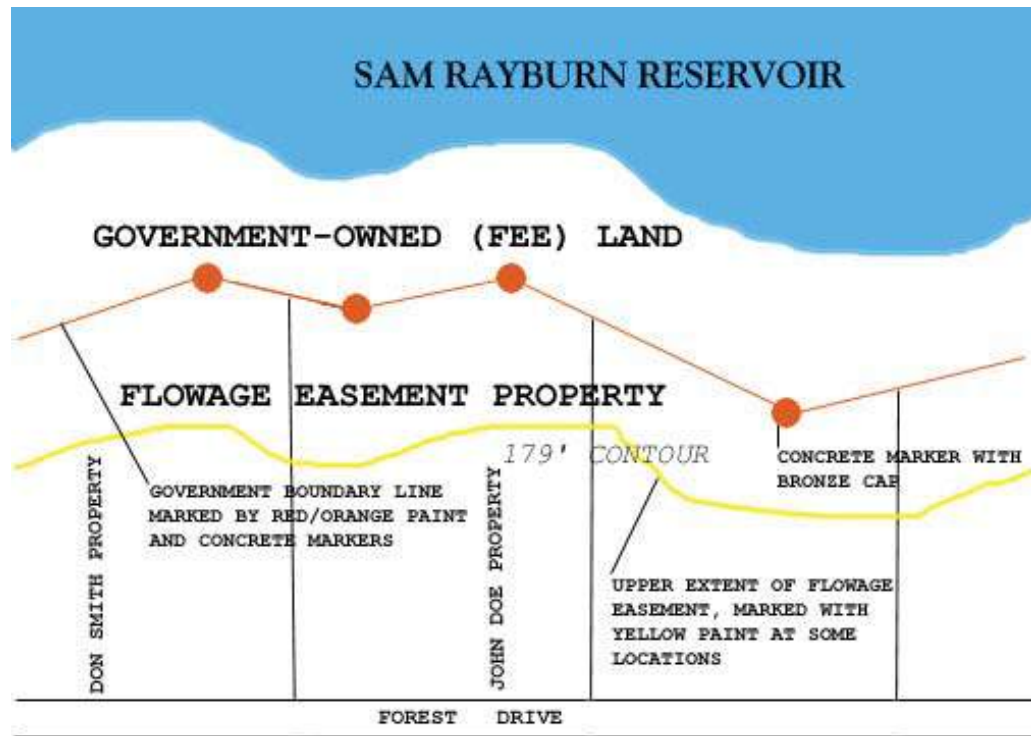 SAM RAYBURN RESERVOIR
GOVERNMENT-OWNED (FEE) LAND
FLOWAGE EASEMENT PROPERTY
179' CONTOUR
CONCRETE MARKER WITH
BRONZE CAP
DON SMITH PROPERTY
GOVERNMENT BOUNDARY LINE
MARKED BY RED/ORANGE PAINT
AND CONCRETE MARKERS
JOHN DOE PROPERTY
UPPER EXTENT OF FLOWAGE
EASEMENT, MARKED WITH
YELLOW PAINT AT SOME
LOCATIONS
FOREST DRIVE